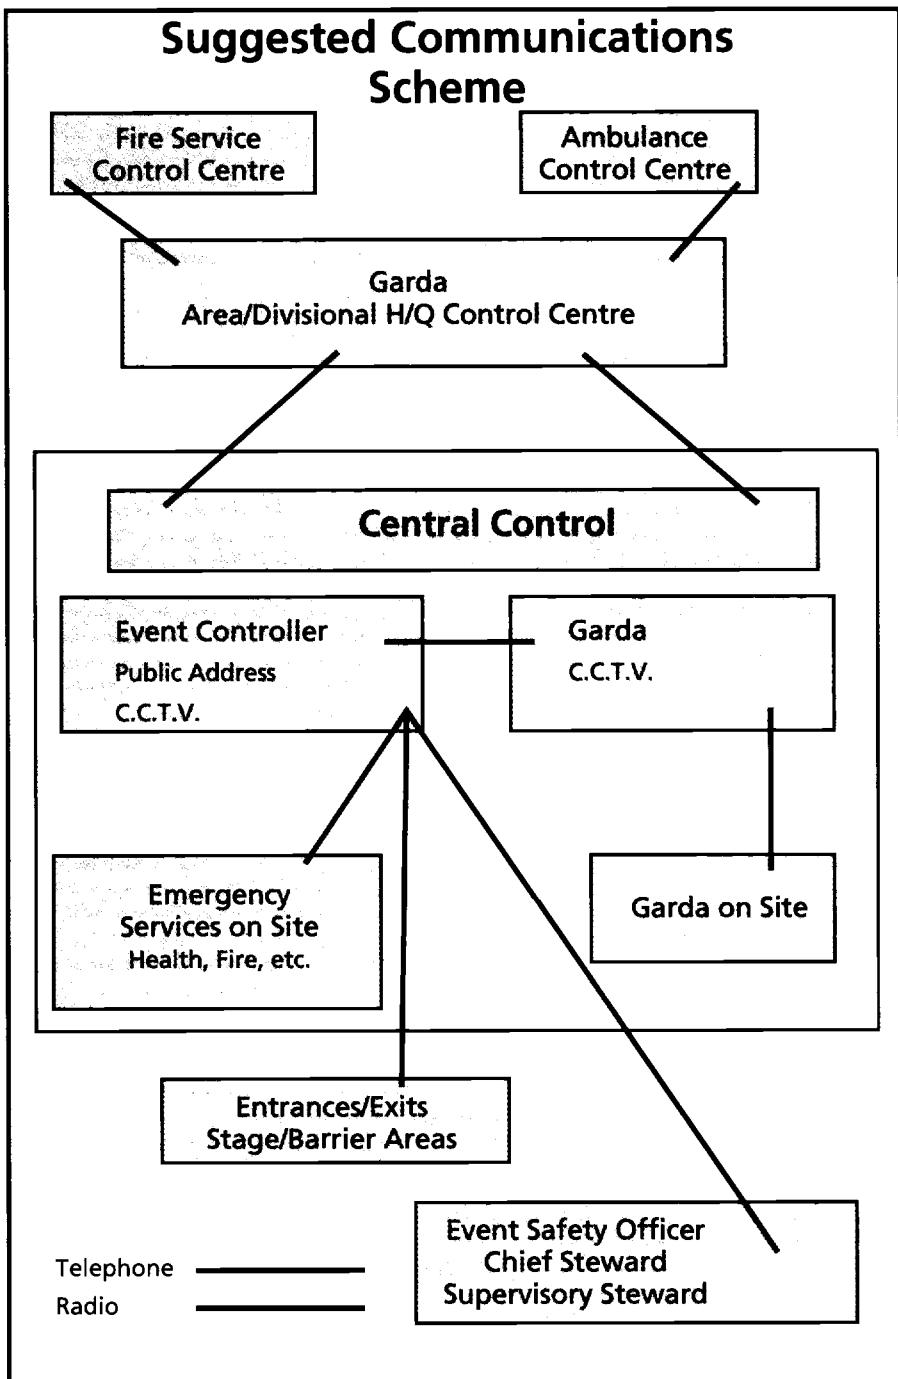 Suggested Communications
Scheme
Fire Service
Control Centre
Ambulance
Control Centre
Garda
Area/Divisional H/Q Control Centre
Central Control
Event Controller
Public Address
C.C.T.V.
Garda
C.C.T.V.
Emergency
Services on Site
Health, Fire, etc.
Garda on Site
Entrances/Exits
Stage/Barrier Areas
Event Safety Officer
Chief Steward
Supervisory Steward
Telephone
Radio